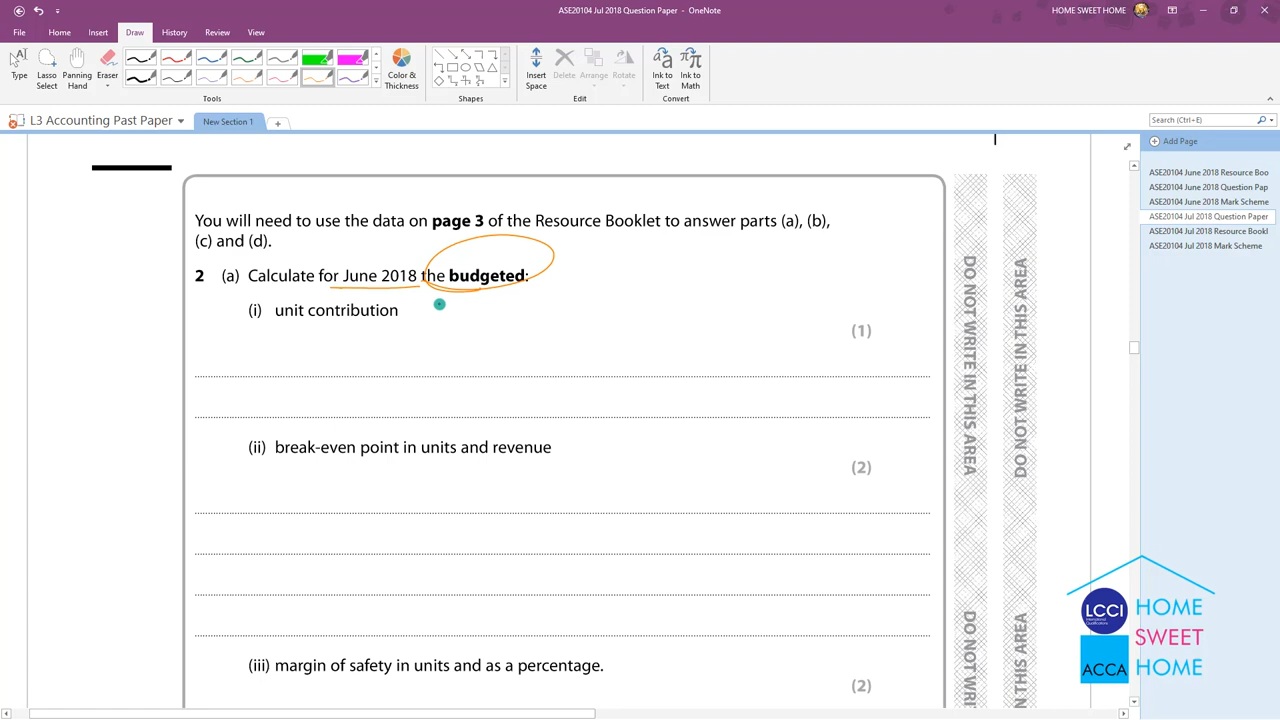 ASE20104 Jul 2018 Question Paper - OneNote
HOME SWEET HOME
File Home Insert Draw History Review View
Type
Lasso Select
Panning Hand
Eraser
Color & Thickness
Insert Space
Delete
Arrange
Rotate
Ink to Text
Ink to Math
Tools Shapes Edit Convert
L3 Accounting Past Paper
New Section 1
Search (Ctrl+E)
Add Page
ASE20104 June 2018 Resource Boo
ASE20104 June 2018 Question Pap
ASE20104 June 2018 Mark Scheme
ASE20104 Jul 2018 Question Paper
ASE20104 Jul 2018 Resource Bookl
ASE20104 Jul 2018 Mark Scheme
You will need to use the data on page 3 of the Resource Booklet to answer parts (a), (b),
(c) and (d).
2 (a) Calculate for June 2018 the budgeted:
(i) unit contribution
(1)
(ii) break-even point in units and revenue
(2)
(iii) margin of safety in units and as a percentage.
(2)
DO NOT WRITE IN THIS AREA
DO NOT WRITE IN THIS AREA
DO NOT WRI
N THIS AREA
LCCI
International Qualifications
ACCA
HOME
SWEET
HOME